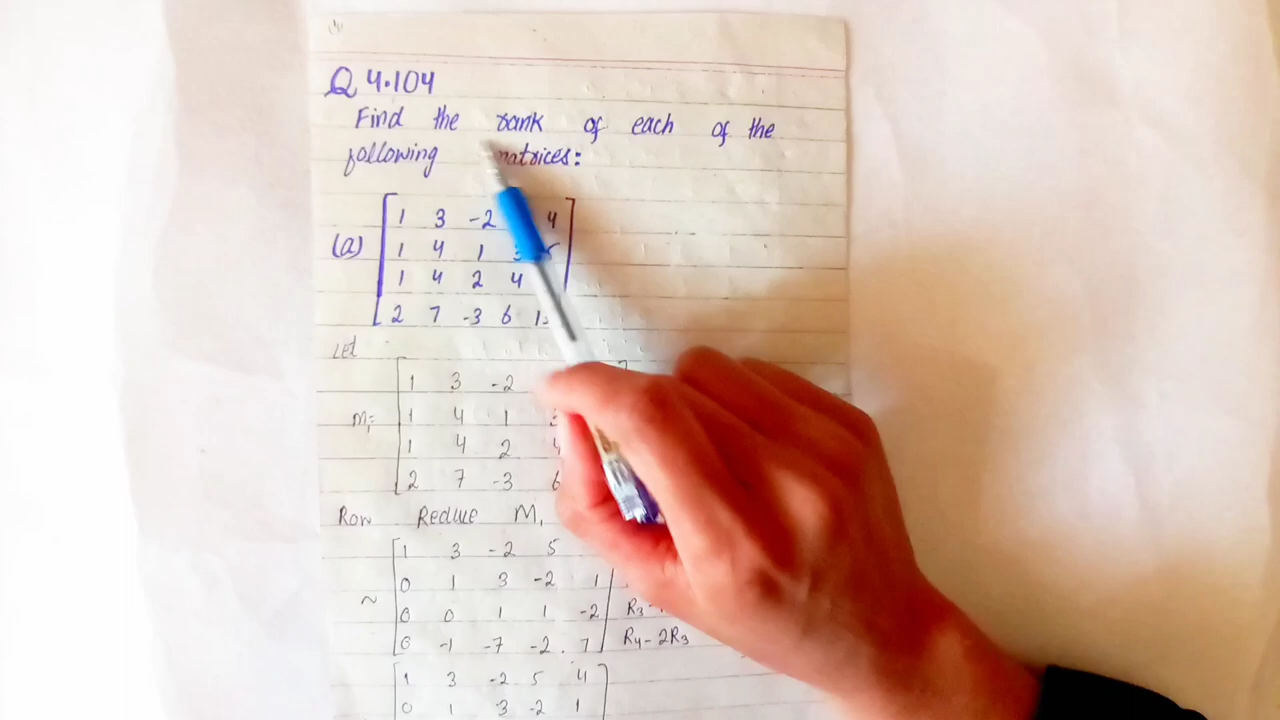 Q 4.104
Find the rank of each of the
following matrices:
(a)
1 3 -2 4
1 4 1
1 4 2 4
2 7 -3 6
Let
M₁=
1 3 -2
1 4 1
1 4 2
2 7 -3 6
Row Reduce M₁
1 3 -2 5
0 1 3 -2 1
~
0 0 1 1 -2
0 -1 -7 -2 7 R₄-2R₃
1 3 -2 5 4
0 1 3 -2 1